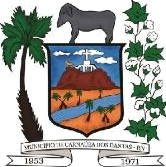 MUNICÍPIO DE CARNAÚBA DOS DANTAS - RN
1953 1971